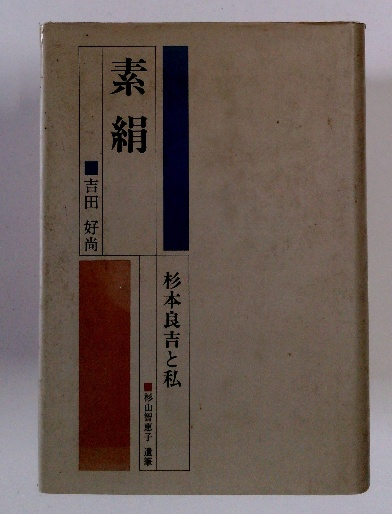 素絹
■吉田 好尚
杉本良吉と私
■杉山智恵子 遺筆